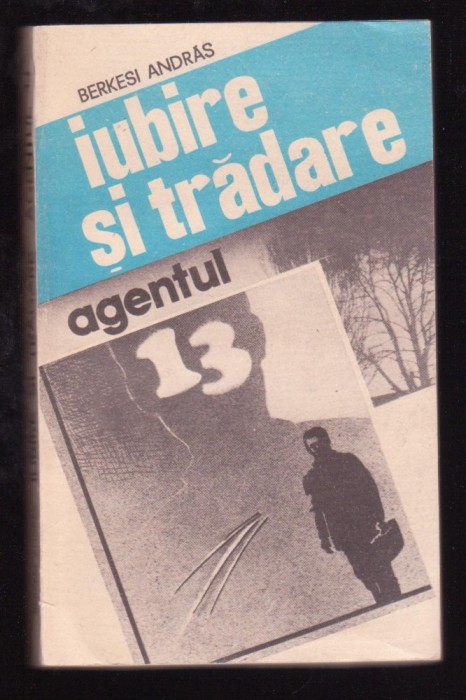 BERKESI ANDRÁS
iubire
și trădare
agentul
13